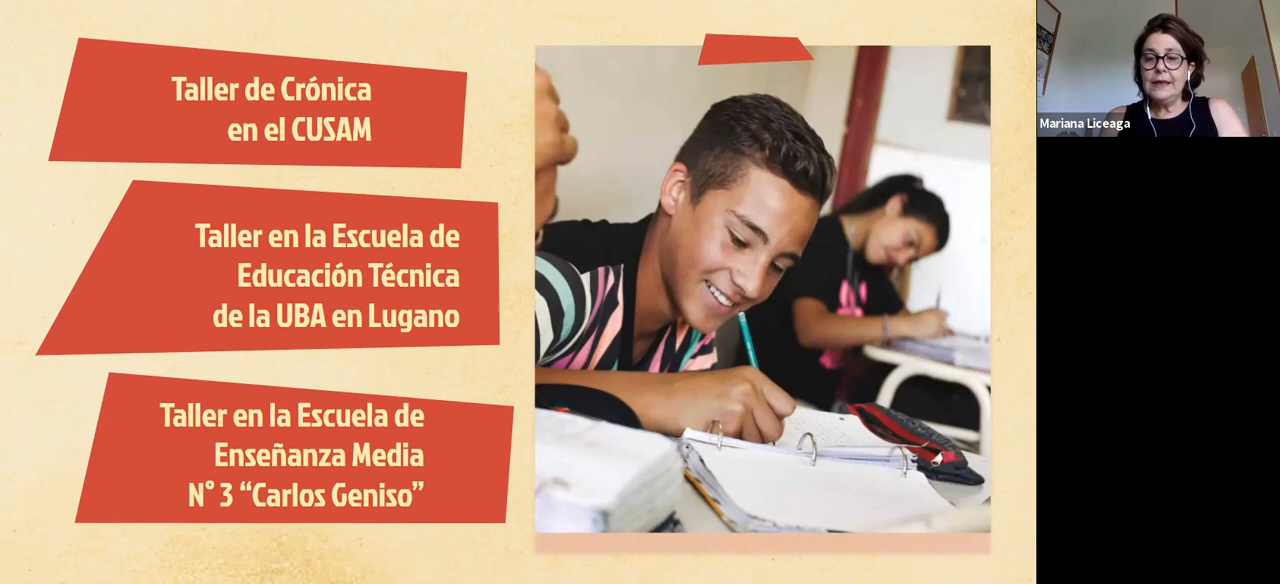 Taller de Crónica
en el CUSAM
Taller en la Escuela de
Educación Técnica
de la UBA en Lugano
Taller en la Escuela de
Enseñanza Media
N° 3 “Carlos Geniso”
Mariana Liceaga